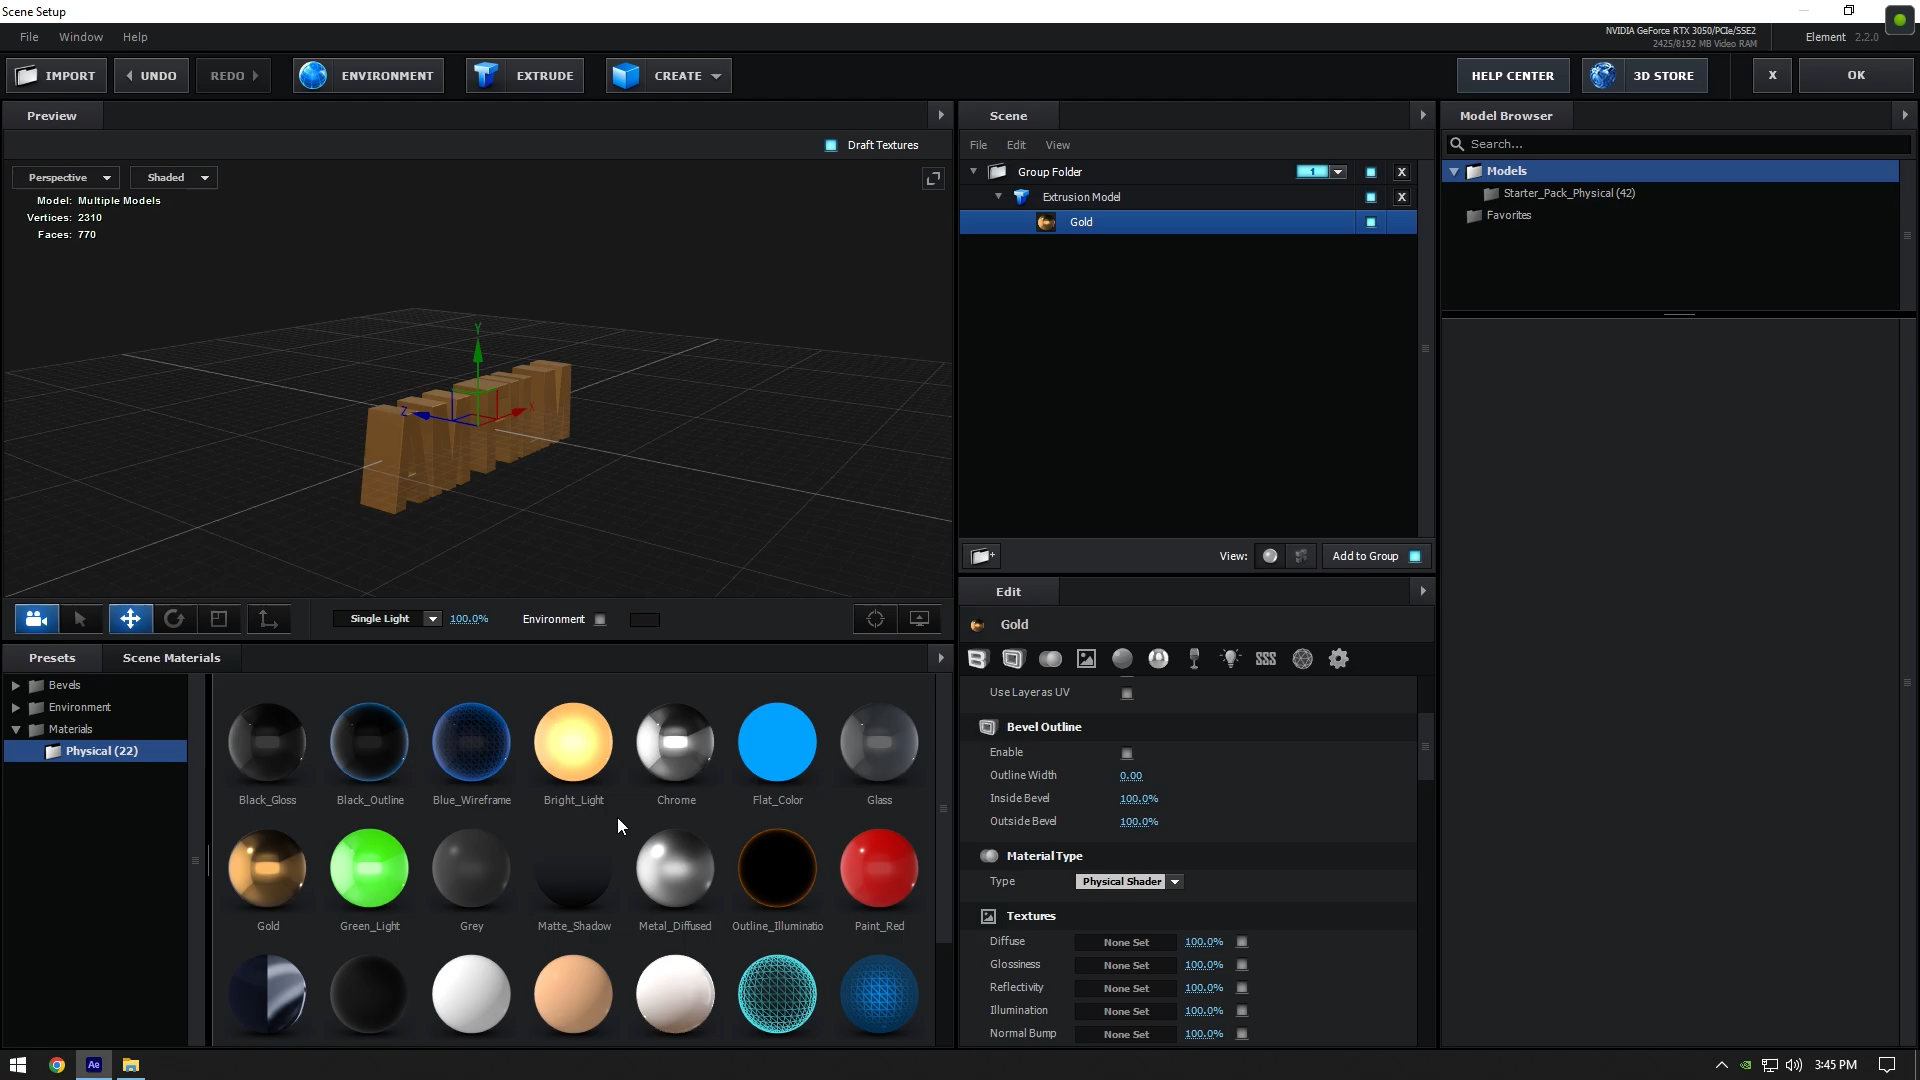 Scene Setup
File Window Help
NVIDIA GeForce RTX 3050/PCIe/SSE2
2425/8192 MB Video RAM
Element 2.2.0
IMPORT UNDO REDO ENVIRONMENT EXTRUDE CREATE HELP CENTER 3D STORE X OK
Preview
Draft Textures
Perspective Shaded
Model: Multiple Models
Vertices: 2310
Faces: 770
Y
Z X
Single Light 100.0% Environment
Scene
File Edit View
Group Folder 1 X
Extrusion Model X
Gold
View: Add to Group
Model Browser
Search...
Models
Starter_Pack_Physical (42)
Favorites
Presets Scene Materials
Bevels
Environment
Materials
Physical (22)
Black_Gloss Black_Outline Blue_Wireframe Bright_Light Chrome Flat_Color Glass
Gold Green_Light Grey Matte_Shadow Metal_Diffused Outline_Illuminatio Paint_Red
Edit
Gold
Use Layer as UV
Bevel Outline
Enable
Outline Width 0.00
Inside Bevel 100.0%
Outside Bevel 100.0%
Material Type
Type Physical Shader
Textures
Diffuse None Set 100.0%
Glossiness None Set 100.0%
Reflectivity None Set 100.0%
Illumination None Set 100.0%
Normal Bump None Set 100.0%
Ae
3:45 PM